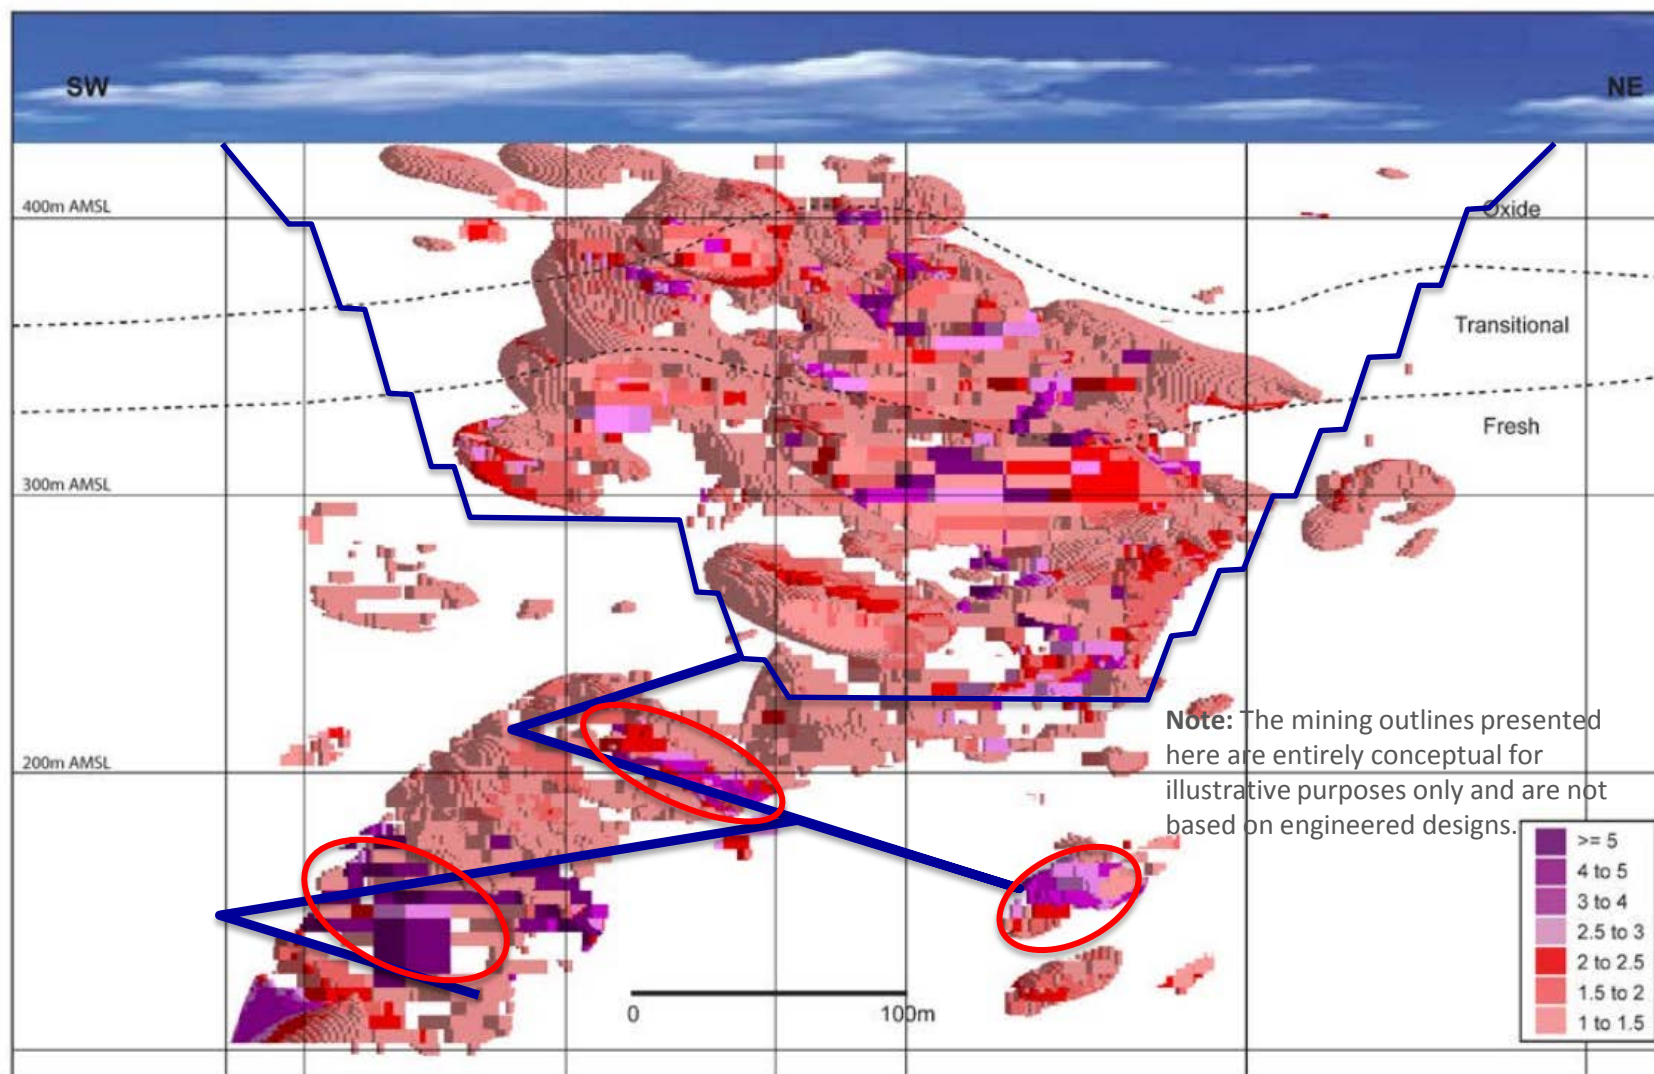 SW
NE
400m AMSL
Oxide
Transitional
Fresh
300m AMSL
200m AMSL
Note: The mining outlines presented
here are entirely conceptual for
illustrative purposes only and are not
based on engineered designs.
>= 5
4 to 5
3 to 4
2.5 to 3
2 to 2.5
1.5 to 2
1 to 1.5
0
100m